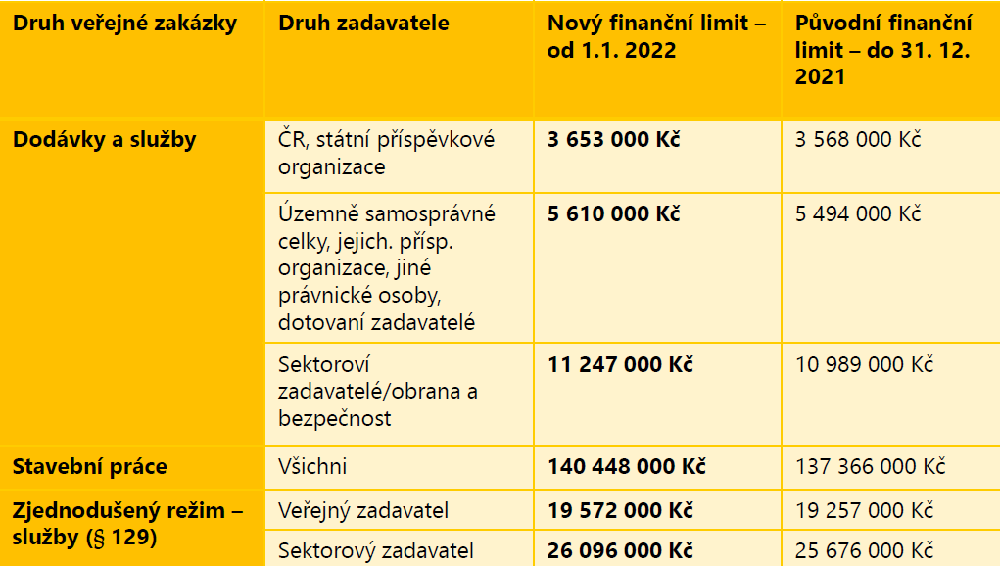 Druh veřejné zakázky
Druh zadavatele
Nový finanční limit –
od 1.1. 2022
Původní finanční
limit – do 31. 12.
2021
Dodávky a služby
ČR, státní příspěvkové
organizace
3 653 000 Kč
3 568 000 Kč
Územně samosprávné
celky, jejich. přísp.
organizace, jiné
právnické osoby,
dotovaní zadavatelé
5 610 000 Kč
5 494 000 Kč
Sektoroví
zadavatelé/obrana a
bezpečnost
11 247 000 Kč
10 989 000 Kč
Stavební práce
Všichni
140 448 000 Kč
137 366 000 Kč
Zjednodušený režim –
služby (§ 129)
Veřejný zadavatel
19 572 000 Kč
19 257 000 Kč
Sektorový zadavatel
26 096 000 Kč
25 676 000 Kč